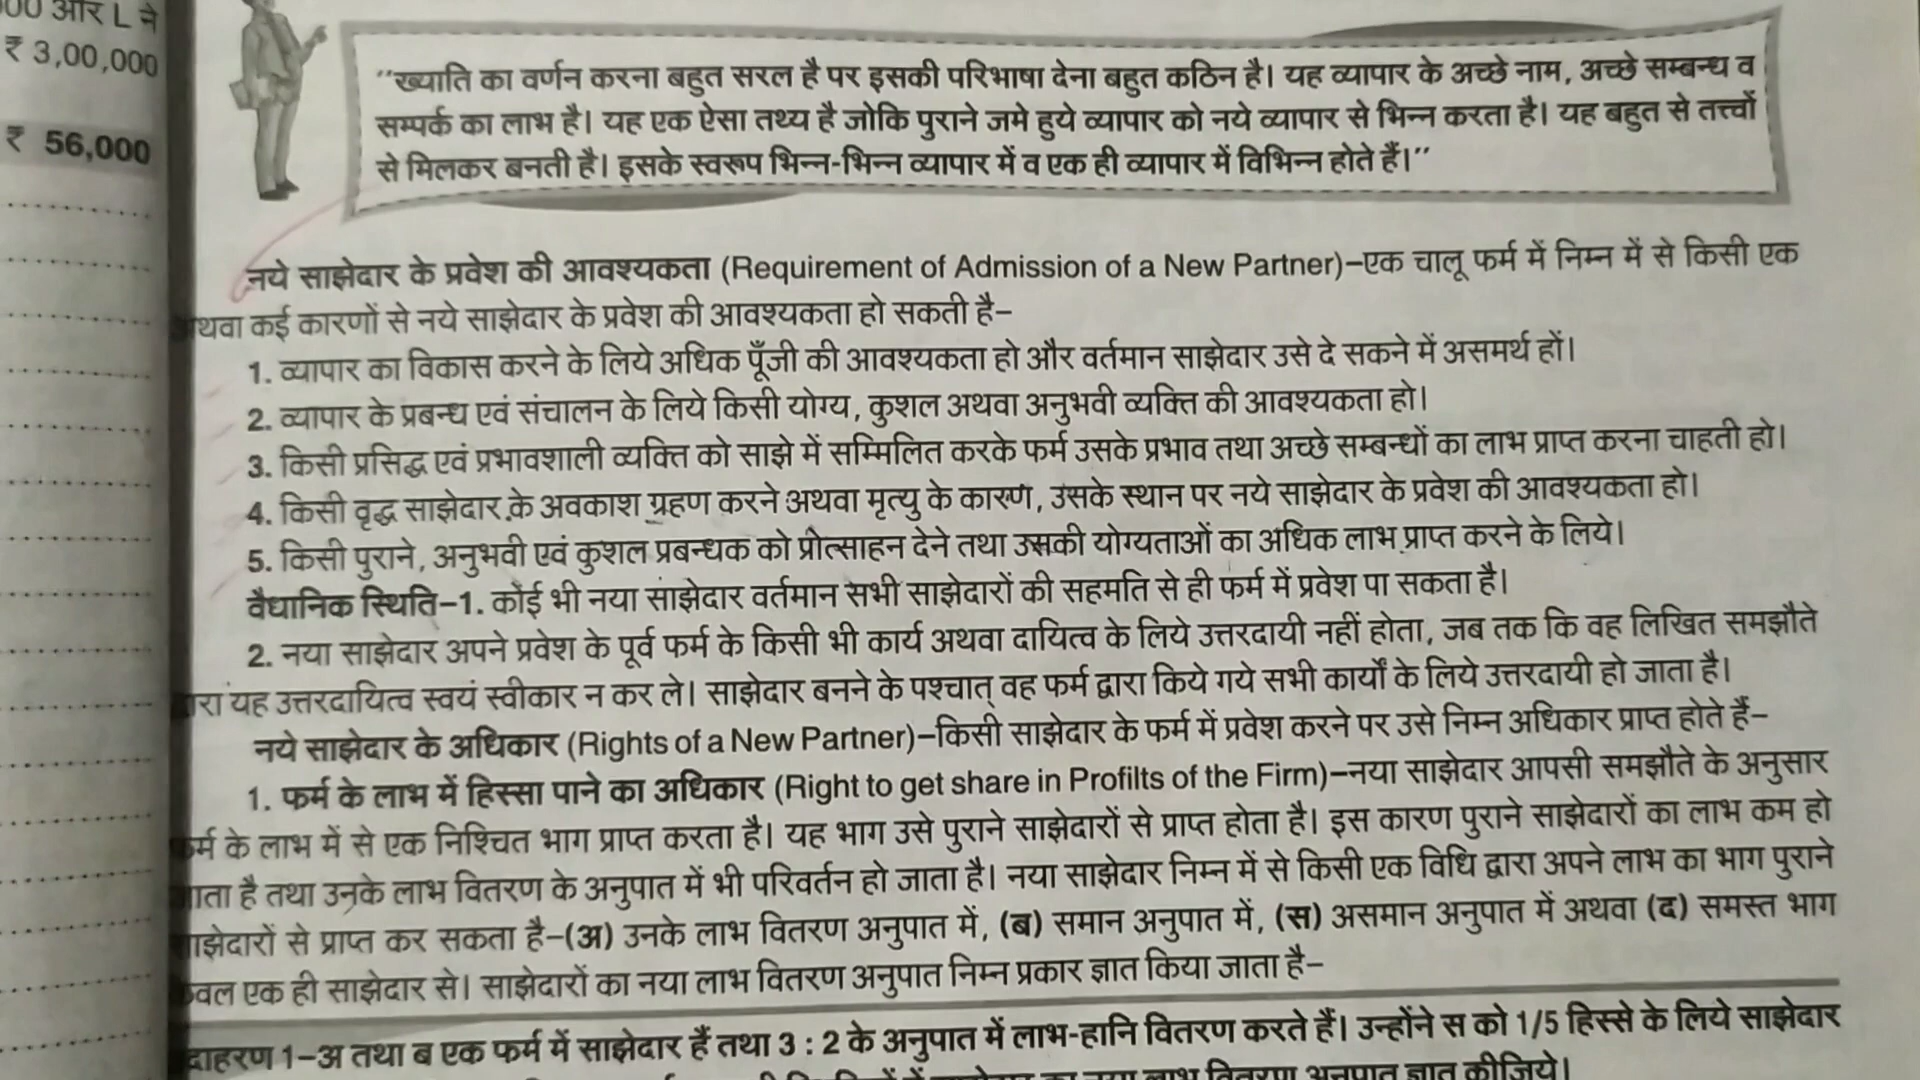 00 और L ने
₹ 3,00,000
₹ 56,000
‘‘ख्याति का वर्णन करना बहुत सरल है पर इसकी परिभाषा देना बहुत कठिन है। यह व्यापार के अच्छे नाम, अच्छे सम्बन्ध व
सम्पर्क का लाभ है। यह एक ऐसा तथ्य है जोकि पुराने जमे हुये व्यापार को नये व्यापार से भिन्न करता है। यह बहुत से तत्त्वों
से मिलकर बनती है। इसके स्वरूप भिन्न-भिन्न व्यापार में व एक ही व्यापार में विभिन्न होते हैं।’’
नये साझेदार के प्रवेश की आवश्यकता (Requirement of Admission of a New Partner)–एक चालू फर्म में निम्न में से किसी एक
थवा कई कारणों से नये साझेदार के प्रवेश की आवश्यकता हो सकती है–
1. व्यापार का विकास करने के लिये अधिक पूँजी की आवश्यकता हो और वर्तमान साझेदार उसे दे सकने में असमर्थ हों।
2. व्यापार के प्रबन्ध एवं संचालन के लिये किसी योग्य, कुशल अथवा अनुभवी व्यक्ति की आवश्यकता हो।
3. किसी प्रसिद्ध एवं प्रभावशाली व्यक्ति को साझे में सम्मिलित करके फर्म उसके प्रभाव तथा अच्छे सम्बन्धों का लाभ प्राप्त करना चाहती हो।
4. किसी वृद्ध साझेदार के अवकाश ग्रहण करने अथवा मृत्यु के कारण, उसके स्थान पर नये साझेदार के प्रवेश की आवश्यकता हो।
5. किसी पुराने, अनुभवी एवं कुशल प्रबन्धक को प्रोत्साहन देने तथा उसकी योग्यताओं का अधिक लाभ प्राप्त करने के लिये।
वैधानिक स्थिति–1. कोई भी नया साझेदार वर्तमान सभी साझेदारों की सहमति से ही फर्म में प्रवेश पा सकता है।
2. नया साझेदार अपने प्रवेश के पूर्व फर्म के किसी भी कार्य अथवा दायित्व के लिये उत्तरदायी नहीं होता, जब तक कि वह लिखित समझौते
रा यह उत्तरदायित्व स्वयं स्वीकार न कर ले। साझेदार बनने के पश्चात् वह फर्म द्वारा किये गये सभी कार्यों के लिये उत्तरदायी हो जाता है।
नये साझेदार के अधिकार (Rights of a New Partner)–किसी साझेदार के फर्म में प्रवेश करने पर उसे निम्न अधिकार प्राप्त होते हैं–
1. फर्म के लाभ में हिस्सा पाने का अधिकार (Right to get share in Profilts of the Firm)–नया साझेदार आपसी समझौते के अनुसार
र्म के लाभ में से एक निश्चित भाग प्राप्त करता है। यह भाग उसे पुराने साझेदारों से प्राप्त होता है। इस कारण पुराने साझेदारों का लाभ कम हो
ाता है तथा उनके लाभ वितरण के अनुपात में भी परिवर्तन हो जाता है। नया साझेदार निम्न में से किसी एक विधि द्वारा अपने लाभ का भाग पुराने
ाझेदारों से प्राप्त कर सकता है–(अ) उनके लाभ वितरण अनुपात में, (ब) समान अनुपात में, (स) असमान अनुपात में अथवा (द) समस्त भाग
वल एक ही साझेदार से। साझेदारों का नया लाभ वितरण अनुपात निम्न प्रकार ज्ञात किया जाता है–
दाहरण 1–अ तथा ब एक फर्म में साझेदार हैं तथा 3 : 2 के अनुपात में लाभ-हानि वितरण करते हैं। उन्होंने स को 1/5 हिस्से के लिये साझेदार
नया लाभ वितरण अनुपात ज्ञात कीजिये।